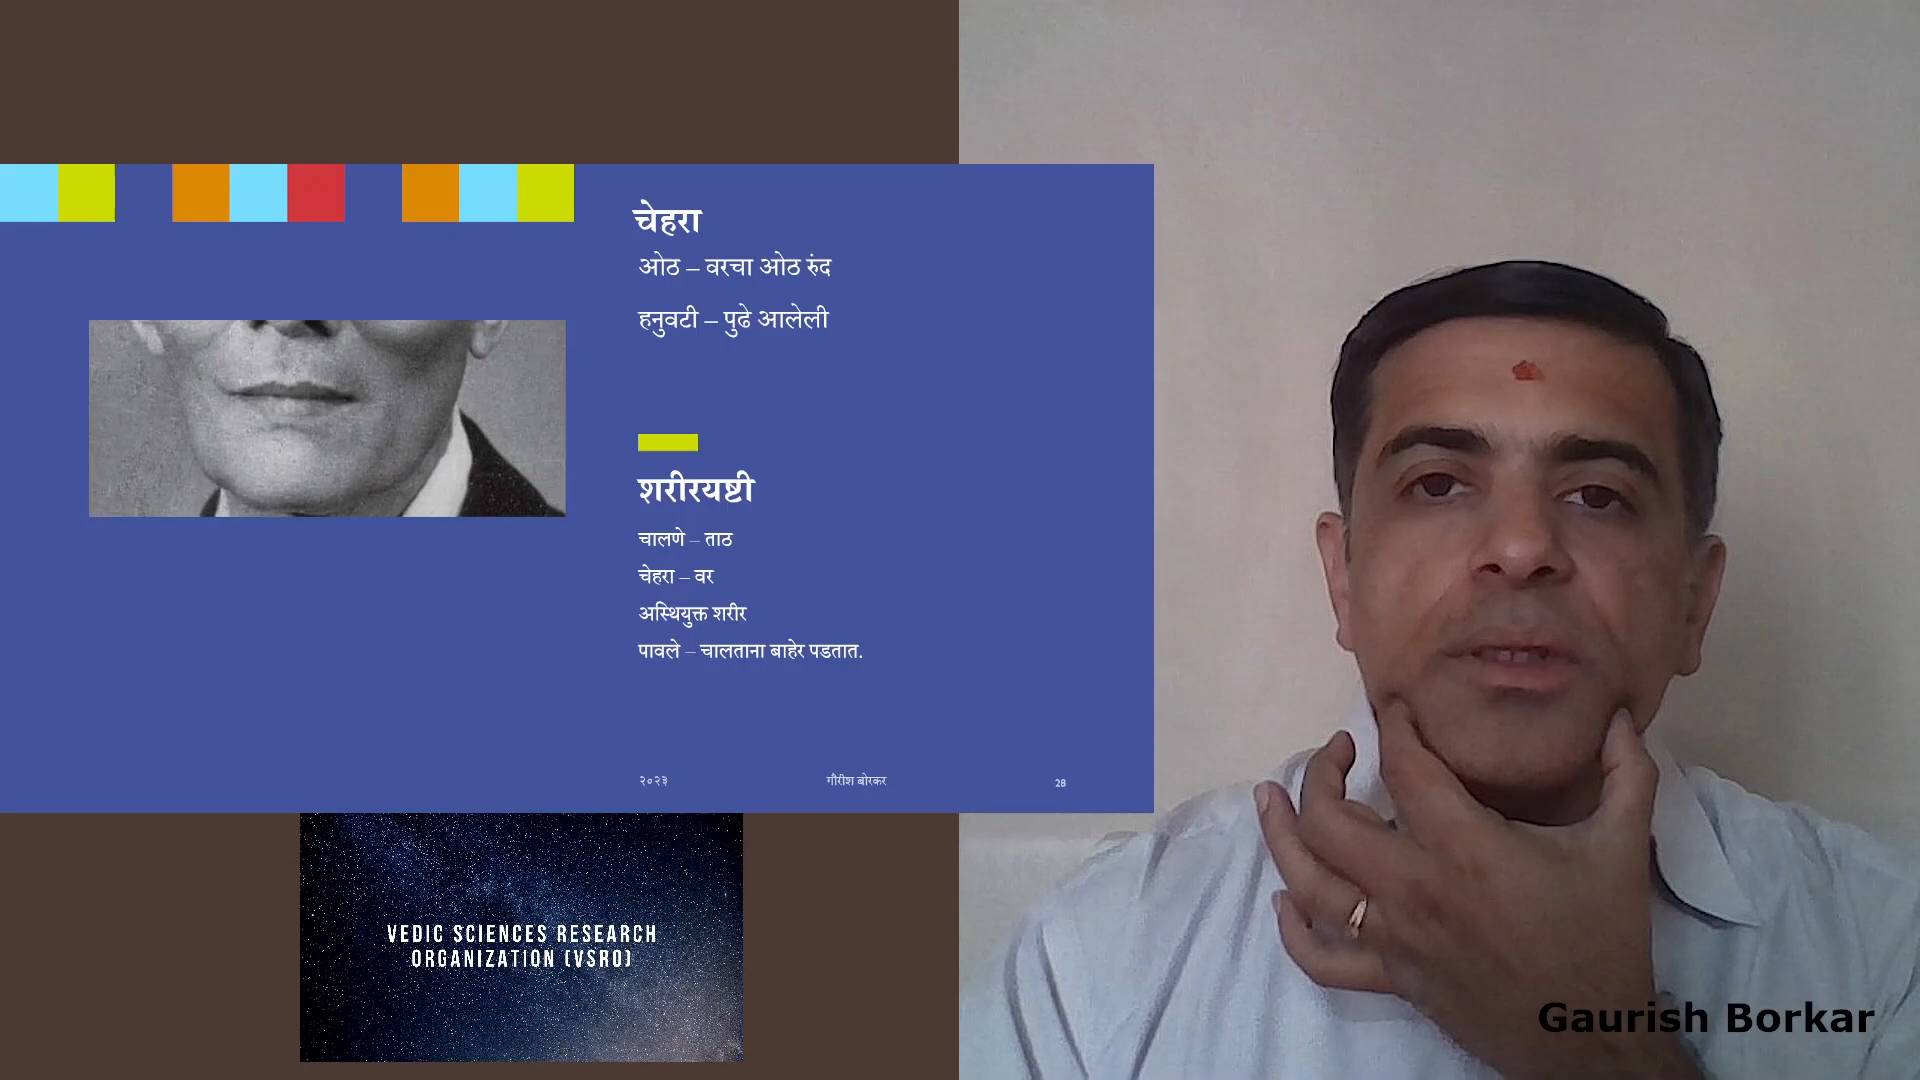 चेहरा
ओठ – वरचा ओठ रुंद
हनुवटी – पुढे आलेली
शरीरयष्टी
चालणे – ताठ
चेहरा – वर
अस्थियुक्त शरीर
पावले – चालताना बाहेर पडतात.
२०२३
गौरीश बोरकर
28
VEDIC SCIENCES RESEARCH
ORGANIZATION (VSRO)
Gaurish Borkar